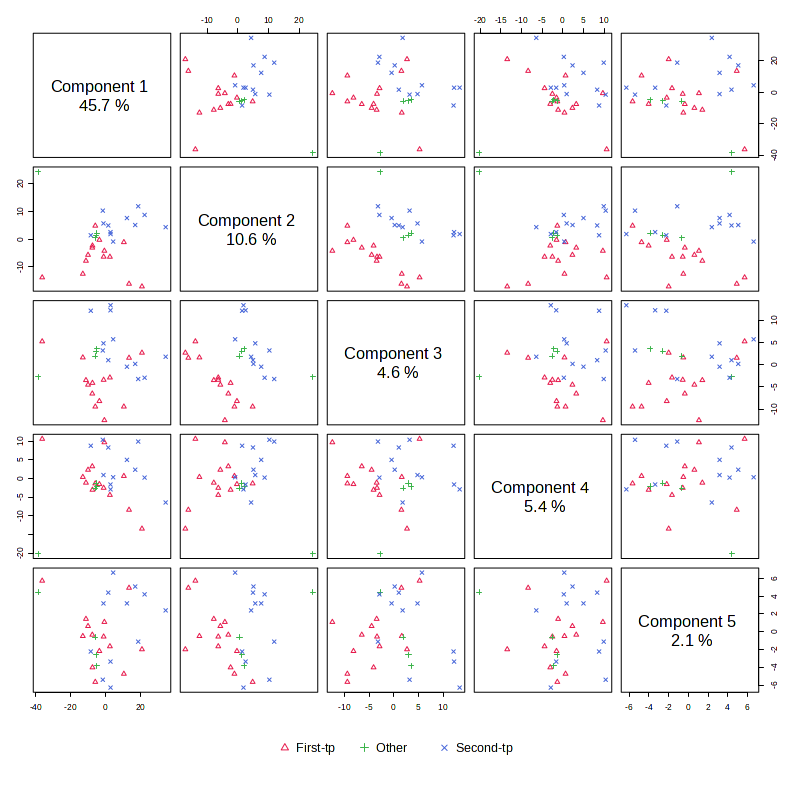 -10 0 10 20
-20 -10 0 5 10
Component 1
45.7 %
-40 -20 0 20
-10 0 10 20
Component 2
10.6 %
Component 3
4.6 %
-10 -5 0 5 10
-20 -10 -5 0 5 10
Component 4
5.4 %
Component 5
2.1 %
-6 -4 -2 0 2 4 6
-40 -20 0 20
-10 -5 0 5 10
-6 -4 -2 0 2 4 6
First-tp Other Second-tp